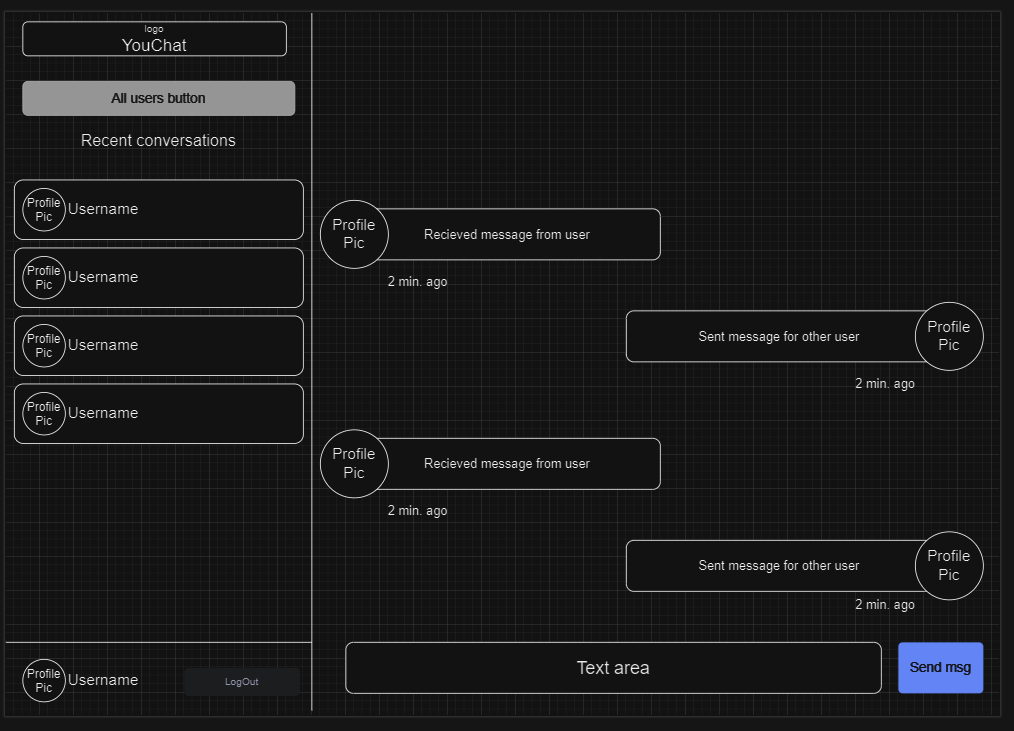 logo
YouChat
All users button
Recent conversations
Profile
Pic
Username
Profile
Pic
Username
Profile
Pic
Username
Profile
Pic
Username
Profile
Pic
Username
LogOut
Profile
Pic
Recieved message from user
2 min. ago
Sent message for other user
Profile
Pic
2 min. ago
Profile
Pic
Recieved message from user
2 min. ago
Sent message for other user
Profile
Pic
2 min. ago
Text area
Send msg